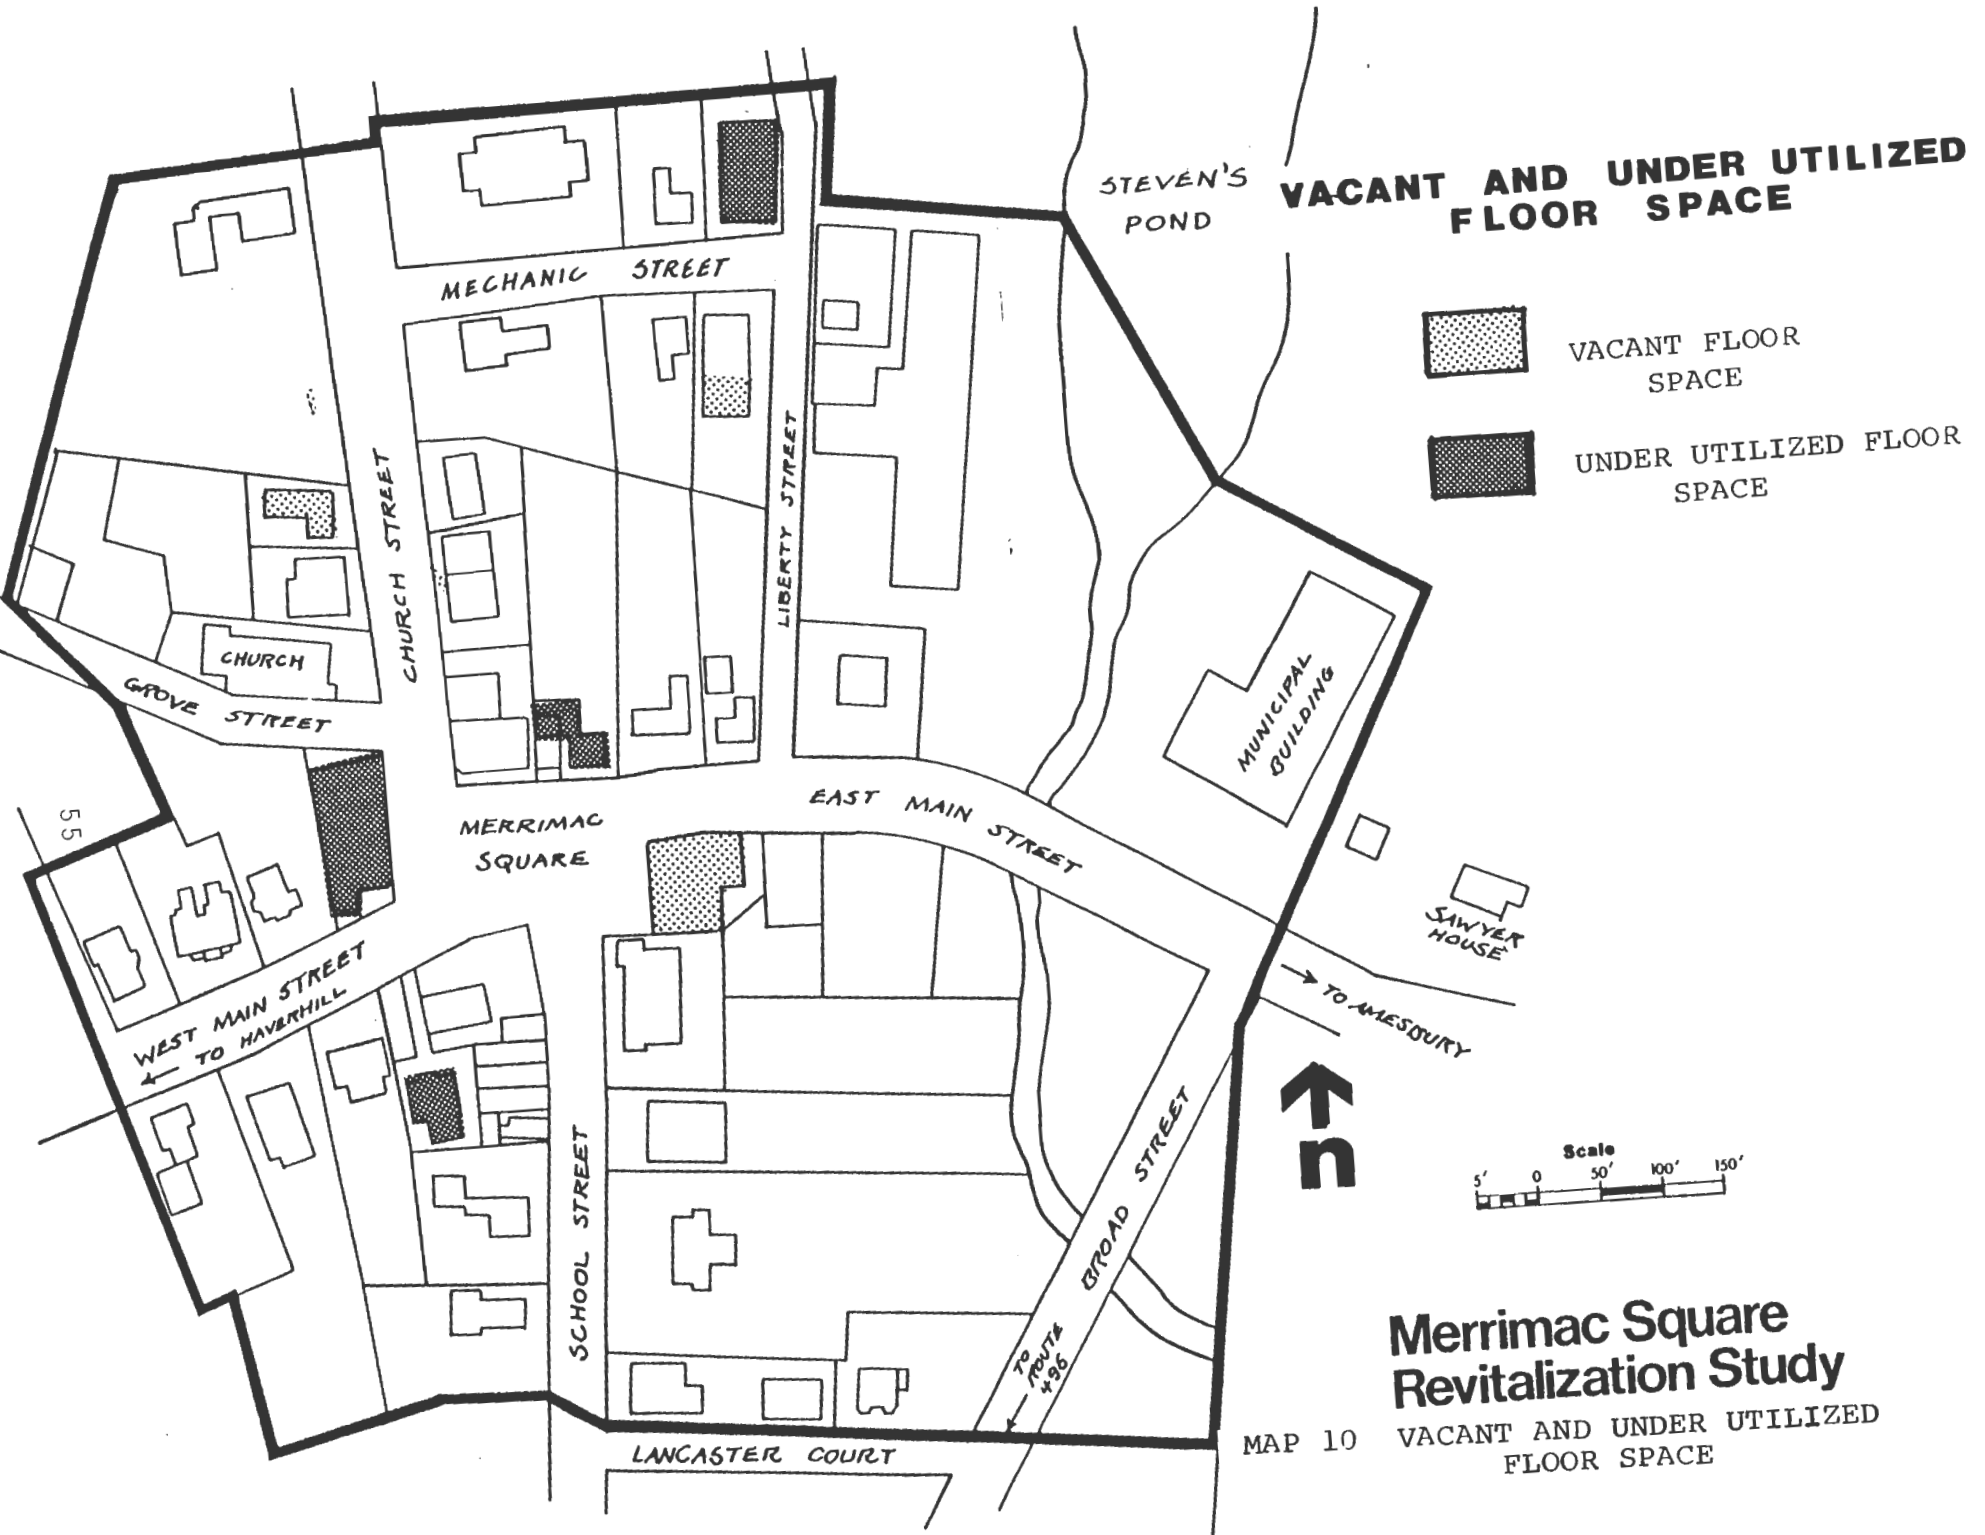 STEVEN'S
POND
VACANT AND UNDER UTILIZED
FLOOR SPACE
VACANT FLOOR
SPACE
UNDER UTILIZED FLOOR
SPACE
MECHANIC STREET
CHURCH STREET
LIBERTY STREET
CHURCH
GROVE STREET
MUNICIPAL
BUILDING
55
MERRIMAC
SQUARE
EAST MAIN STREET
SAWYER
HOUSE
WEST MAIN STREET
TO HAVERHILL
TO AMESBURY
n
SCHOOL STREET
BROAD STREET
TO
ROUTE
496
Scale
5' 0 50' 100' 150'
LANCASTER COURT
Merrimac Square
Revitalization Study
MAP 10 VACANT AND UNDER UTILIZED
FLOOR SPACE